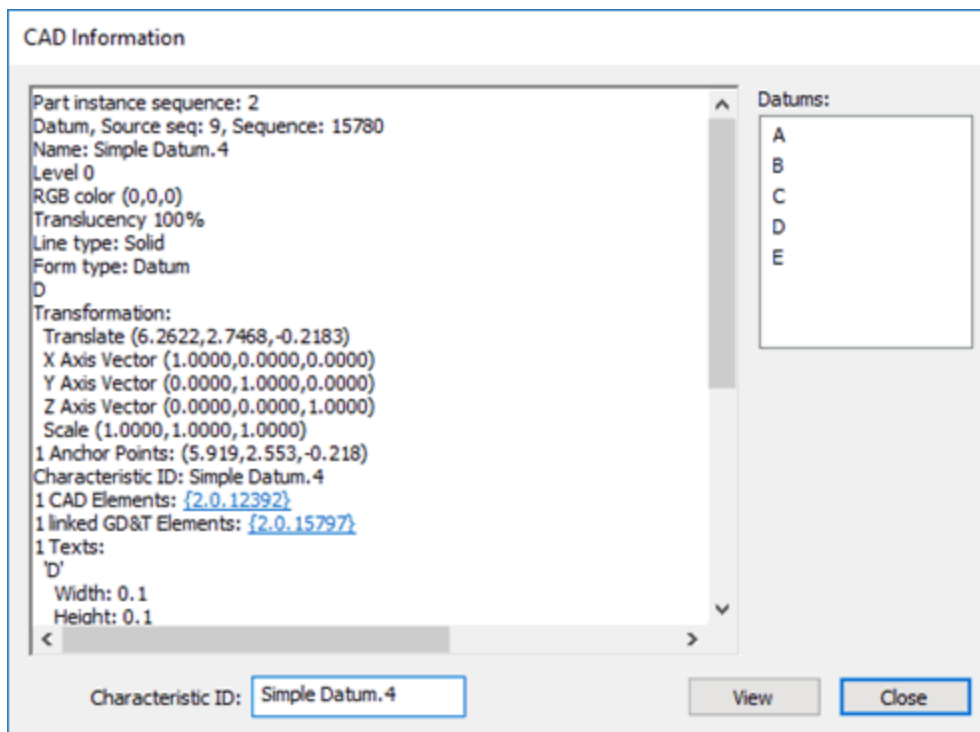 CAD Information
Part instance sequence: 2
Datum, Source seq: 9, Sequence: 15780
Name: Simple Datum.4
Level 0
RGB color (0,0,0)
Translucency 100%
Line type: Solid
Form type: Datum
D
Transformation:
Translate (6.2622,2.7468,-0.2183)
X Axis Vector (1.0000,0.0000,0.0000)
Y Axis Vector (0.0000,1.0000,0.0000)
Z Axis Vector (0.0000,0.0000,1.0000)
Scale (1.0000,1.0000,1.0000)
1 Anchor Points: (5.919,2.553,-0.218)
Characteristic ID: Simple Datum.4
1 CAD Elements: {2.0.12392}
1 linked GD&T Elements: {2.0.15797}
1 Texts:
'D'
Width: 0.1
Height: 0.1
Datums:
A
B
C
D
E
Characteristic ID: Simple Datum.4
View
Close